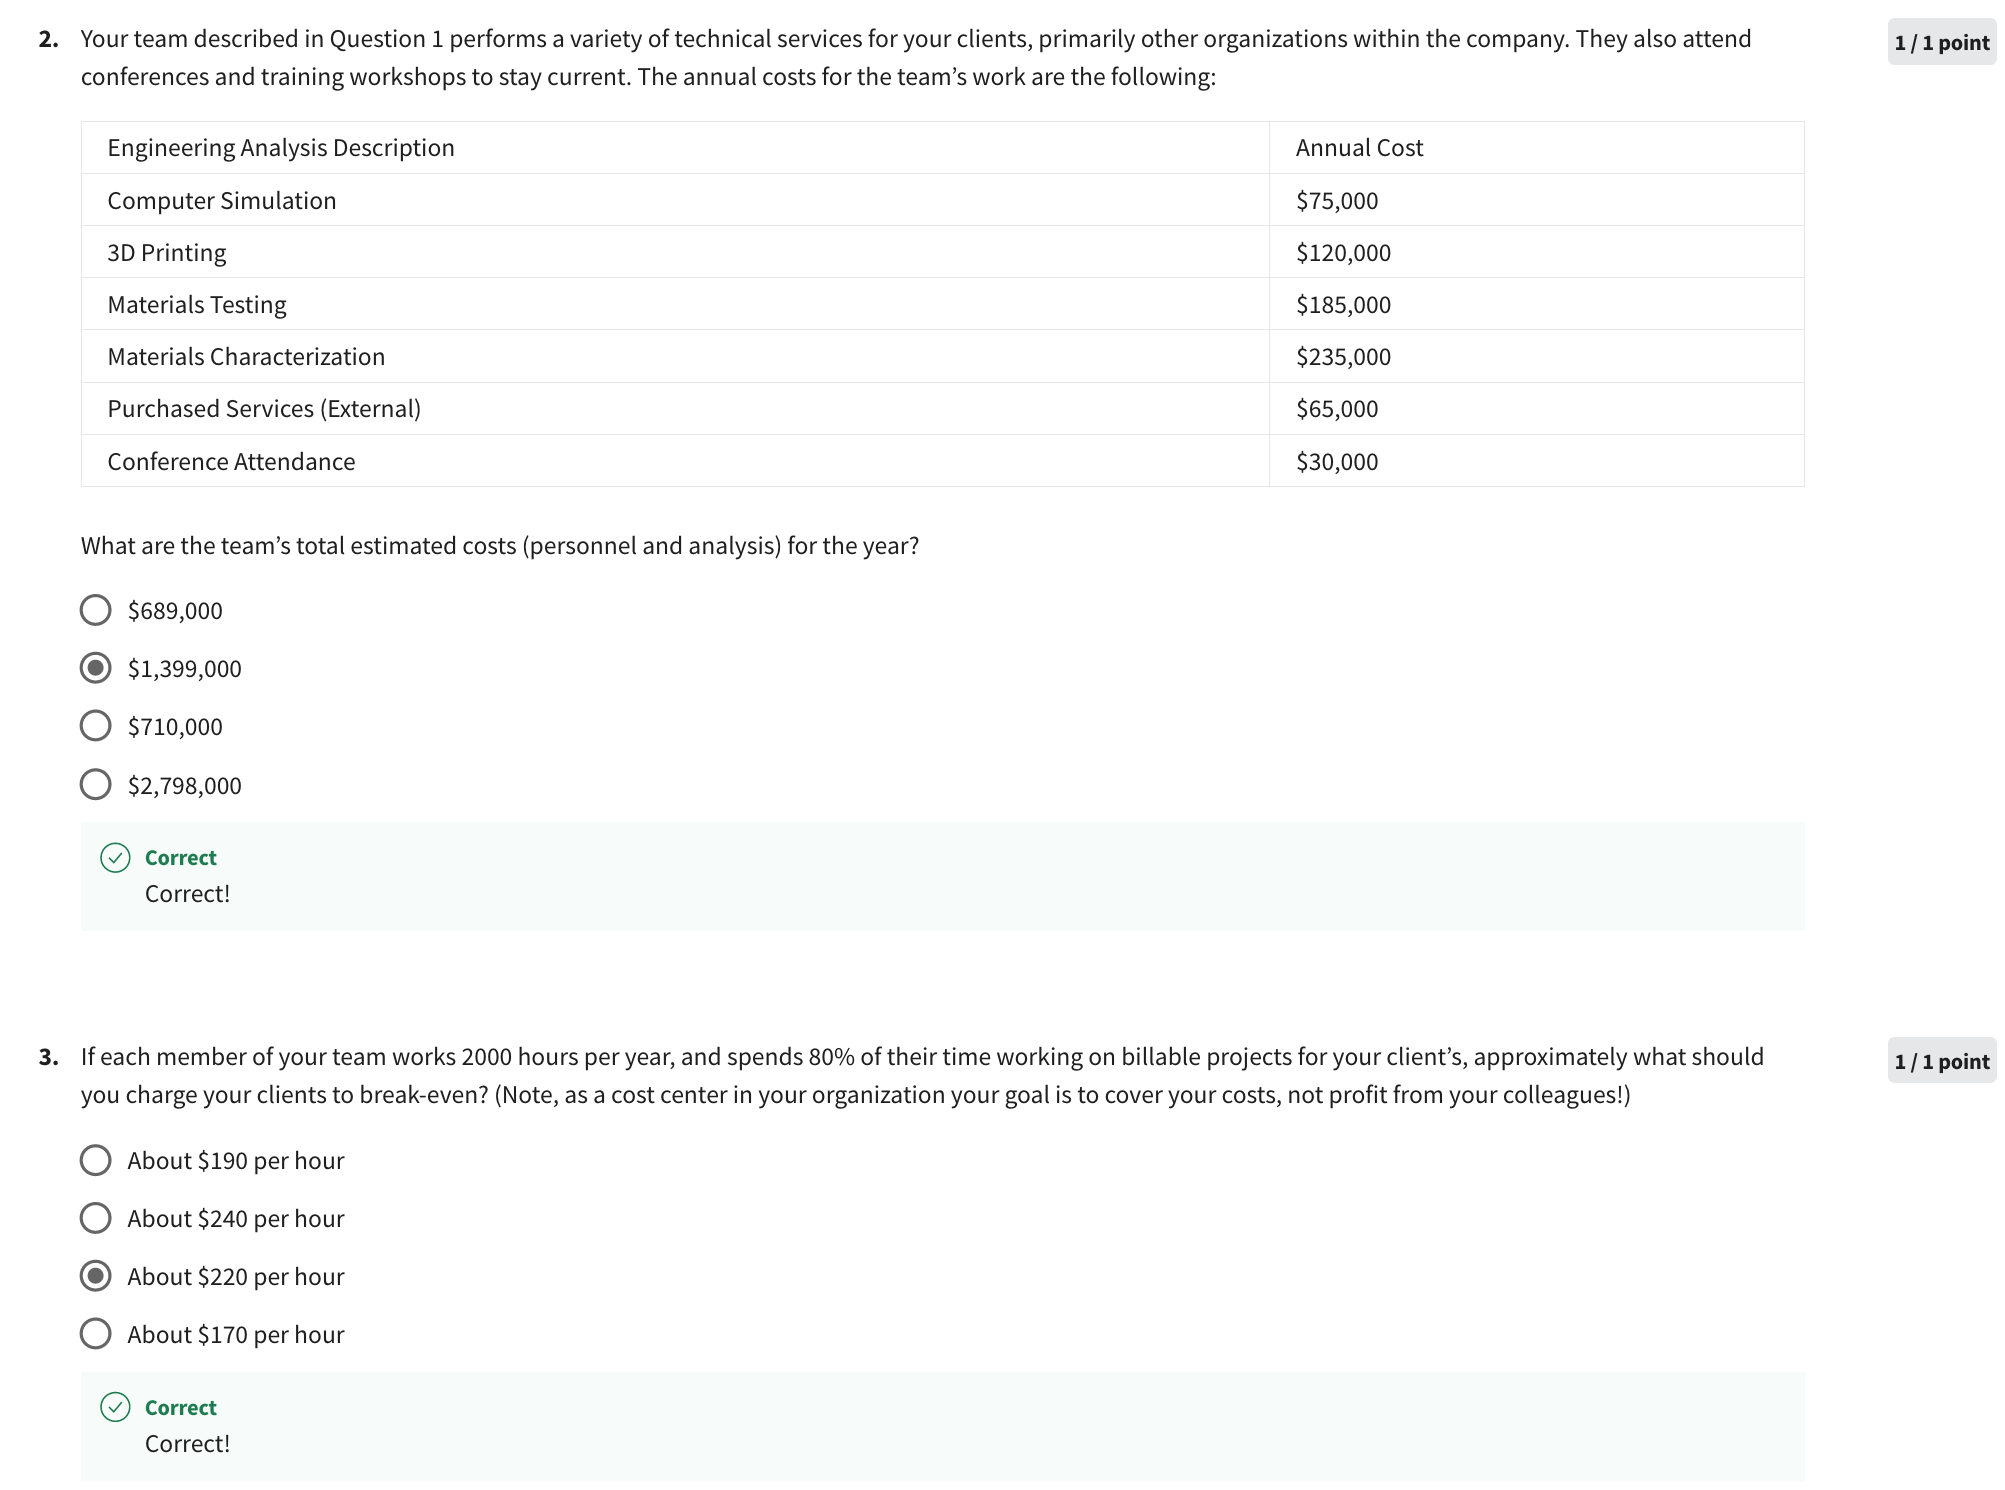 2. Your team described in Question 1 performs a variety of technical services for your clients, primarily other organizations within the company. They also attend
1 / 1 point
conferences and training workshops to stay current. The annual costs for the team’s work are the following:
Engineering Analysis Description Annual Cost
Computer Simulation $75,000
3D Printing $120,000
Materials Testing $185,000
Materials Characterization $235,000
Purchased Services (External) $65,000
Conference Attendance $30,000
What are the team’s total estimated costs (personnel and analysis) for the year?
$689,000
$1,399,000
$710,000
$2,798,000
Correct
Correct!
3. If each member of your team works 2000 hours per year, and spends 80% of their time working on billable projects for your client’s, approximately what should
1 / 1 point
you charge your clients to break-even? (Note, as a cost center in your organization your goal is to cover your costs, not profit from your colleagues!)
About $190 per hour
About $240 per hour
About $220 per hour
About $170 per hour
Correct
Correct!